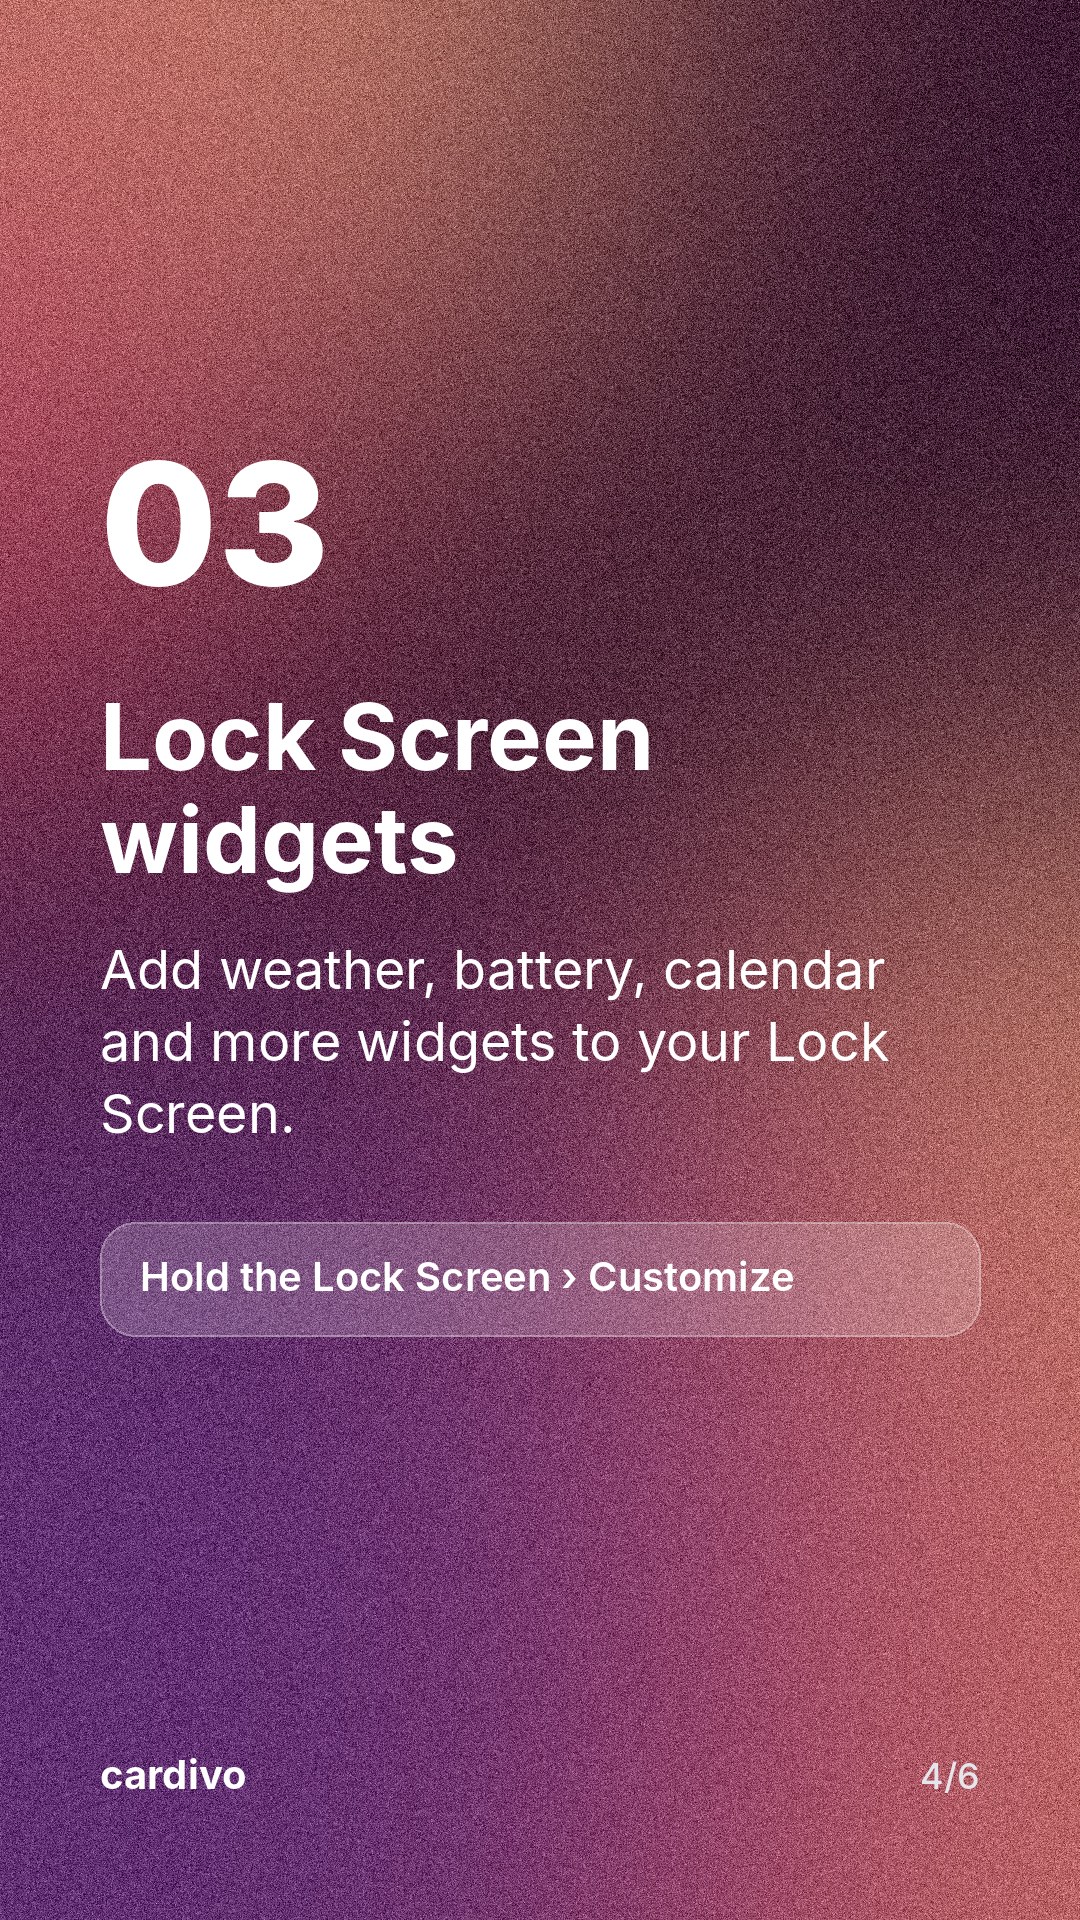 03
Lock Screen
widgets
Add weather, battery, calendar
and more widgets to your Lock
Screen.
Hold the Lock Screen › Customize
cardivo
4/6